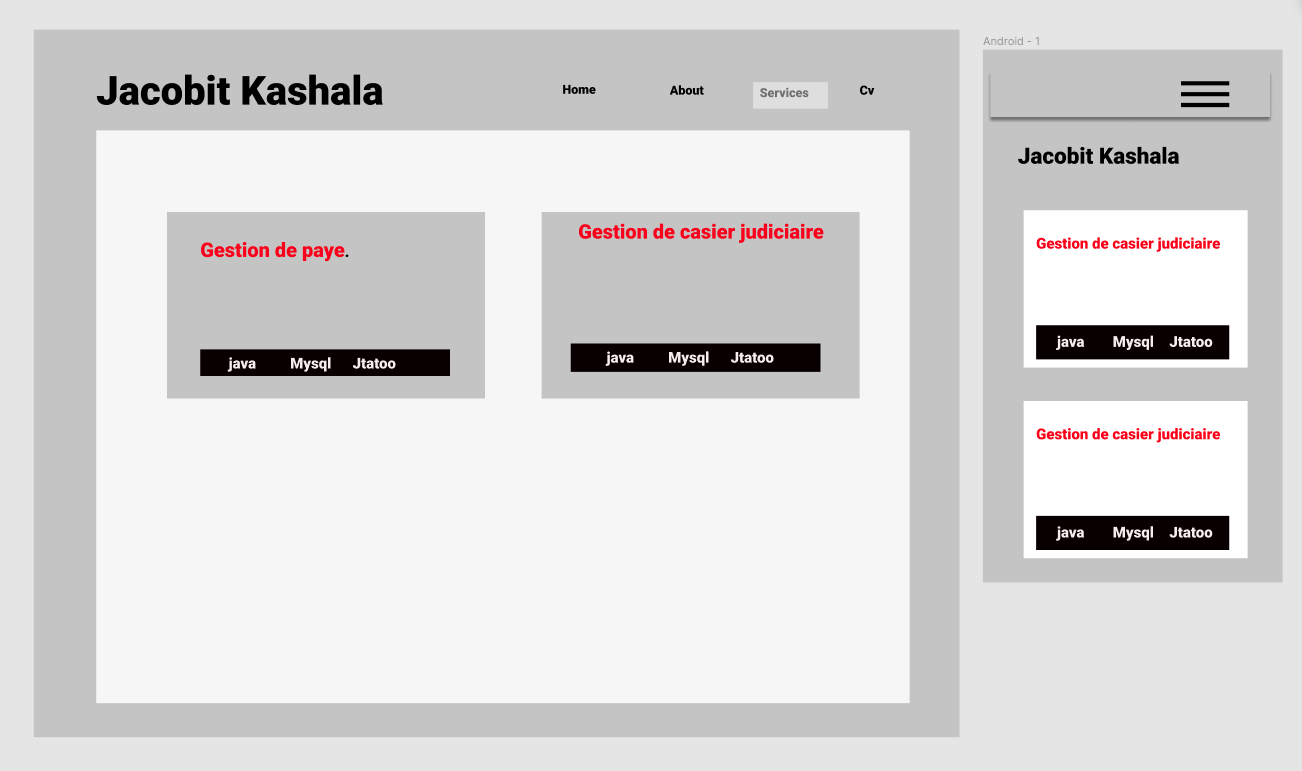 Jacobit Kashala
Home About Services Cv
Gestion de paye.
java Mysql Jtatoo
Gestion de casier judiciaire
java Mysql Jtatoo
Android - 1
Jacobit Kashala
Gestion de casier judiciaire
java Mysql Jtatoo
Gestion de casier judiciaire
java Mysql Jtatoo